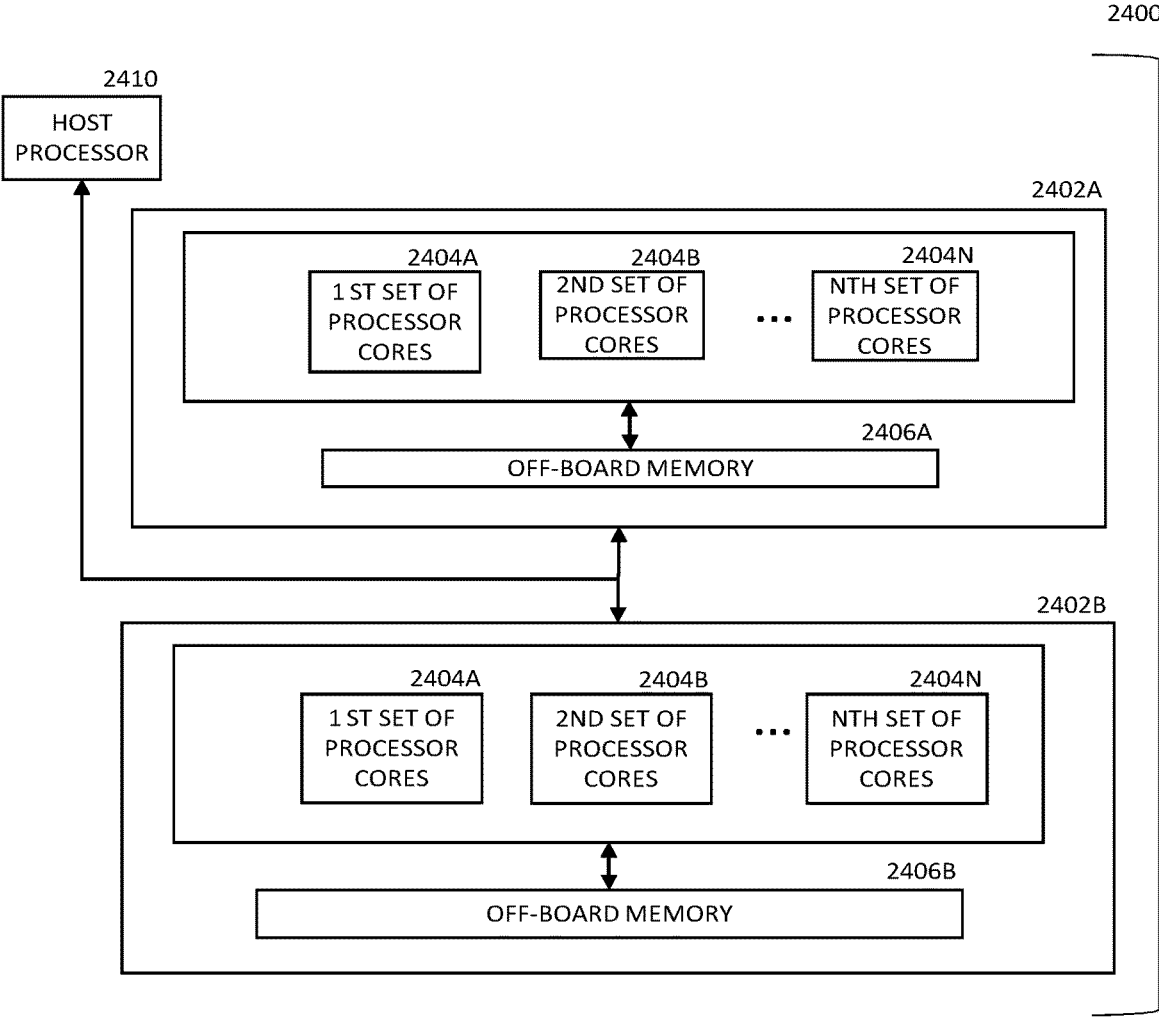 2400
2410
HOST
PROCESSOR
2402A
2404A
2404B
2404N
1 ST SET OF
PROCESSOR
CORES
2ND SET OF
PROCESSOR
CORES
...
NTH SET OF
PROCESSOR
CORES
2406A
OFF-BOARD MEMORY
2402B
2404A
2404B
2404N
1 ST SET OF
PROCESSOR
CORES
2ND SET OF
PROCESSOR
CORES
...
NTH SET OF
PROCESSOR
CORES
2406B
OFF-BOARD MEMORY